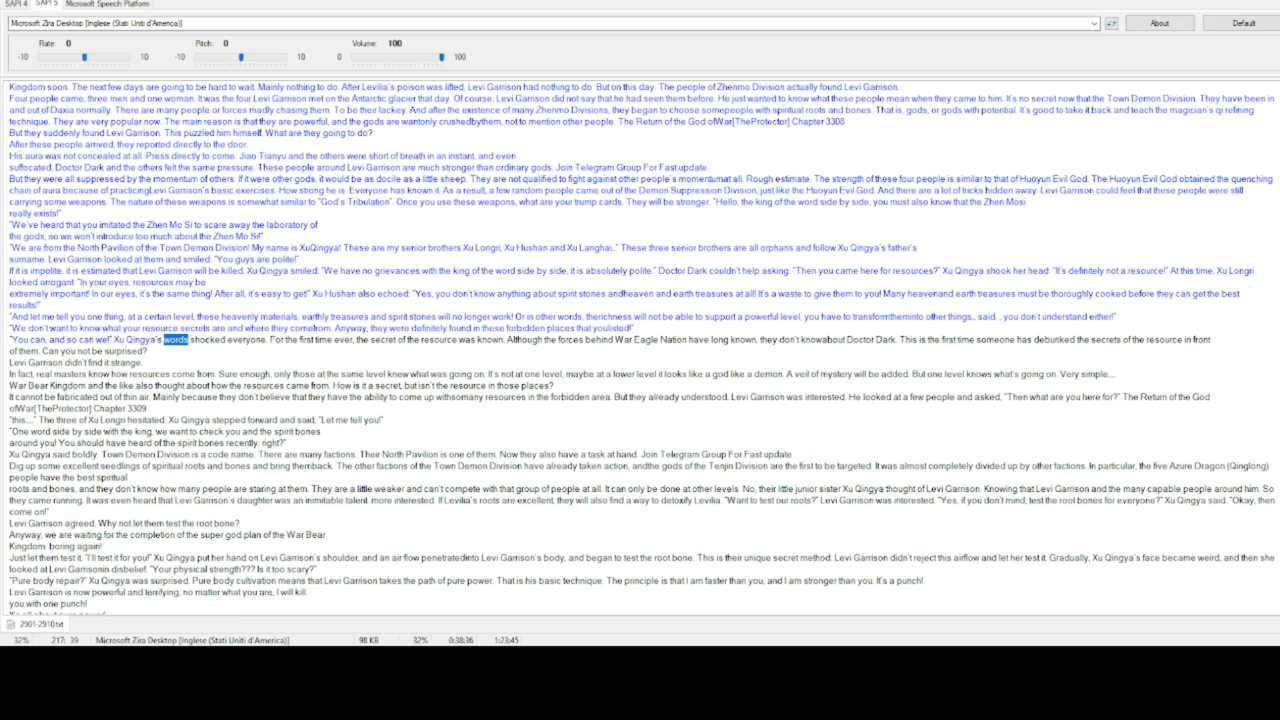 SAPI 4 SAPI 5 Microsoft Speech Platform
Microsoft Zira Desktop [Inglese (Stati Uniti d'America)] About Default
Rate: 0 Pitch: 0 Volume: 100
-10 10 -10 10 0 100
Kingdom soon. The next few days are going to be hard to wait. Mainly nothing to do. After Levilia's poison was lifted, Levi Garrison had nothing to do. But on this day. The people of Zhenmo Division actually found Levi Garrison.
Four people came, three men and one woman. It was the four Levi Garrison met on the Antarctic glacier that day. Of course, Levi Garrison did not say that he had seen them before. He just wanted to know what these people mean when they came to him. It's no secret now that the Town Demon Division. They have been in
and out of Daxia normally. There are many people or forces madly chasing them. To be their lackey. And after the existence of many Zhenmo Divisions, they began to choose somepeople with spiritual roots and bones. That is, gods, or gods with potential. It's good to take it back and teach the magician's qi refining
technique. They are very popular now. The main reason is that they are powerful, and the gods are wantonly crushedbythem, not to mention other people. The Return of the God ofWar[TheProtector] Chapter 3308
But they suddenly found Levi Garrison. This puzzled him himself. What are they going to do?
After these people arrived, they reported directly to the door.
His aura was not concealed at all. Press directly to come. Jiao Tianyu and the others were short of breath in an instant, and even
suffocated, Doctor Dark and the others felt the same pressure. These people around Levi Garrison are much stronger than ordinary gods. Join Telegram Group For Fast update
But they were all suppressed by the momentum of others. If it were other gods, it would be as docile as a little sheep. They are not qualified to fight against other people's momentumat all. Rough estimate. The strength of these four people is similar to that of Huoyun Evil God. The Huoyun Evil God obtained the quenching
chain of aura because of practicingLevi Garrison's basic exercises. How strong he is. Everyone has known it. As a result, a few random people came out of the Demon Suppression Division, just like the Huoyun Evil God. And there are a lot of tricks hidden away. Levi Garrison could feel that these people were still
carrying some weapons. The nature of these weapons is somewhat similar to "God's Tribulation". Once you use these weapons, what are your trump cards. They will be stronger. "Hello, the king of the word side by side, you must also know that the Zhen Mosi
really exists!"
"We've heard that you imitated the Zhen Mo Si to scare away the laboratory of
the gods, so we won't introduce too much about the Zhen Mo Si!"
"We are from the North Pavilion of the Town Demon Division! My name is XuQingya! These are my senior brothers Xu Longri, Xu Hushan and Xu Langhai.." These three senior brothers are all orphans and follow Xu Qingya's father's
surname. Levi Garrison looked at them and smiled: "You guys are polite!"
If it is impolite, it is estimated that Levi Garrison will be killed. Xu Qingya smiled: "We have no grievances with the king of the word side by side, it is absolutely polite." Doctor Dark couldn't help asking: "Then you came here for resources?" Xu Qingya shook her head: "It's definitely not a resource!" At this time, Xu Longri
looked arrogant: "In your eyes, resources may be
extremely important! In our eyes, it's the same thing! After all, it's easy to get!" Xu Hushan also echoed: "Yes, you don't know anything about spirit stones andheaven and earth treasures at all! It's a waste to give them to you! Many heavenand earth treasures must be thoroughly cooked before they can get the best
results!"
"And let me tell you one thing, at a certain level, these heavenly materials, earthly treasures and spirit stones will no longer work! Or in other words, therichness will not be able to support a powerful level, you have to transformtheminto other things.. said. , you don't understand either!"
"We don't want to know what your resource secrets are and where they comefrom. Anyway, they were definitely found in these forbidden places that youlisted!"
"You can, and so can we!" Xu Qingya's words shocked everyone. For the first time ever, the secret of the resource was known. Although the forces behind War Eagle Nation have long known, they don't knowabout Doctor Dark. This is the first time someone has debunked the secrets of the resource in front
of them. Can you not be surprised?
Levi Garrison didn't find it strange.
In fact, real masters know how resources come from. Sure enough, only those at the same level knew what was going on. It's not at one level, maybe at a lower level it looks like a god like a demon. A veil of mystery will be added. But one level knows what's going on. Very simple....
War Bear Kingdom and the like also thought about how the resources came from. How is it a secret, but isn't the resource in those places?
It cannot be fabricated out of thin air. Mainly because they don't believe that they have the ability to come up withsomany resources in the forbidden area. But they already understood. Levi Garrison was interested. He looked at a few people and asked, "Then what are you here for?" The Return of the God
ofWar[TheProtector] Chapter 3309
"this...." The three of Xu Longri hesitated. Xu Qingya stepped forward and said, "Let me tell you!"
"One word side by side with the king, we want to check you and the spirit bones
around you! You should have heard of the spirit bones recently, right?"
Xu Qingya said boldly. Town Demon Division is a code name. There are many factions. Their North Pavilion is one of them. Now they also have a task at hand. Join Telegram Group For Fast update
Dig up some excellent seedlings of spiritual roots and bones and bring themback. The other factions of the Town Demon Division have already taken action, andthe gods of the Tenjin Division are the first to be targeted. It was almost completely divided up by other factions. In particular, the five Azure Dragon (Qinglong)
people have the best spiritual
roots and bones, and they don't know how many people are staring at them. They are a little weaker and can't compete with that group of people at all. It can only be done at other levels. No, their little junior sister Xu Qingya thought of Levi Garrison. Knowing that Levi Garrison and the many capable people around him. So
they came running. It was even heard that Levi Garrison's daughter was an inimitable talent. more interested. If Levilia's roots are excellent, they will also find a way to detoxify Levilia. "Want to test our roots?" Levi Garrison was interested. "Yes, if you don't mind, test the root bones for everyone?" Xu Qingya said. "Okay, then
come on!"
Levi Garrison agreed. Why not let them test the root bone?
Anyway, we are waiting for the completion of the super god plan of the War Bear
Kingdom. boring again!
Just let them test it. "I'll test it for you!" Xu Qingya put her hand on Levi Garrison's shoulder, and an air flow penetratedinto Levi Garrison's body, and began to test the root bone. This is their unique secret method. Levi Garrison didn't reject this airflow and let her test it. Gradually, Xu Qingya's face became weird, and then she
looked at Levi Garrisonin disbelief. "Your physical strength??? Is it too scary?"
"Pure body repair?" Xu Qingya was surprised. Pure body cultivation means that Levi Garrison takes the path of pure power. That is his basic technique. The principle is that I am faster than you, and I am stronger than you. It's a punch!
Levi Garrison is now powerful and terrifying, no matter what you are, I will kill
you with one punch!
2901-2910.txt
32% 217: 39 Microsoft Zira Desktop [Inglese (Stati Uniti d'America)] 98 KB 32% 0:38:36 1:23:45